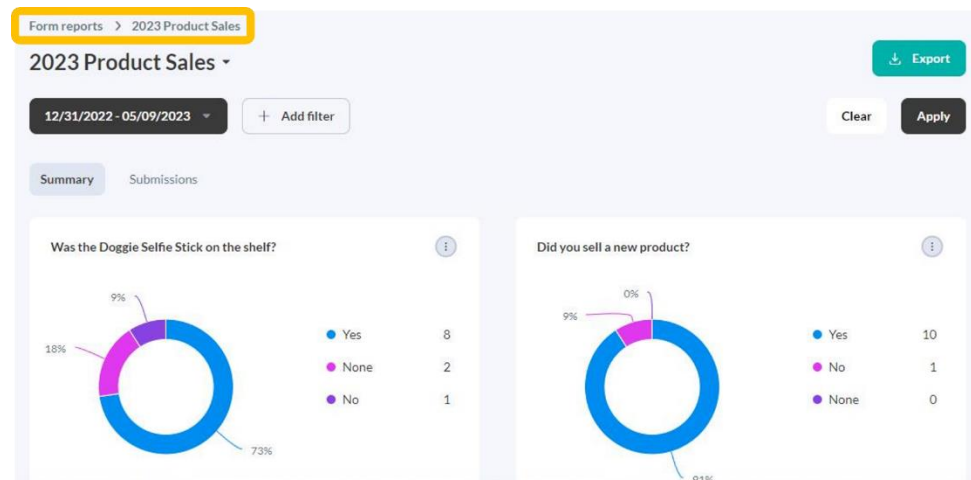 Form reports > 2023 Product Sales
2023 Product Sales
Export
12/31/2022 - 05/09/2023
+ Add filter
Clear
Apply
Summary
Submissions
Was the Doggie Selfie Stick on the shelf?
9%
18%
73%
Yes 8
None 2
No 1
Did you sell a new product?
0%
9%
91%
Yes 10
No 1
None 0